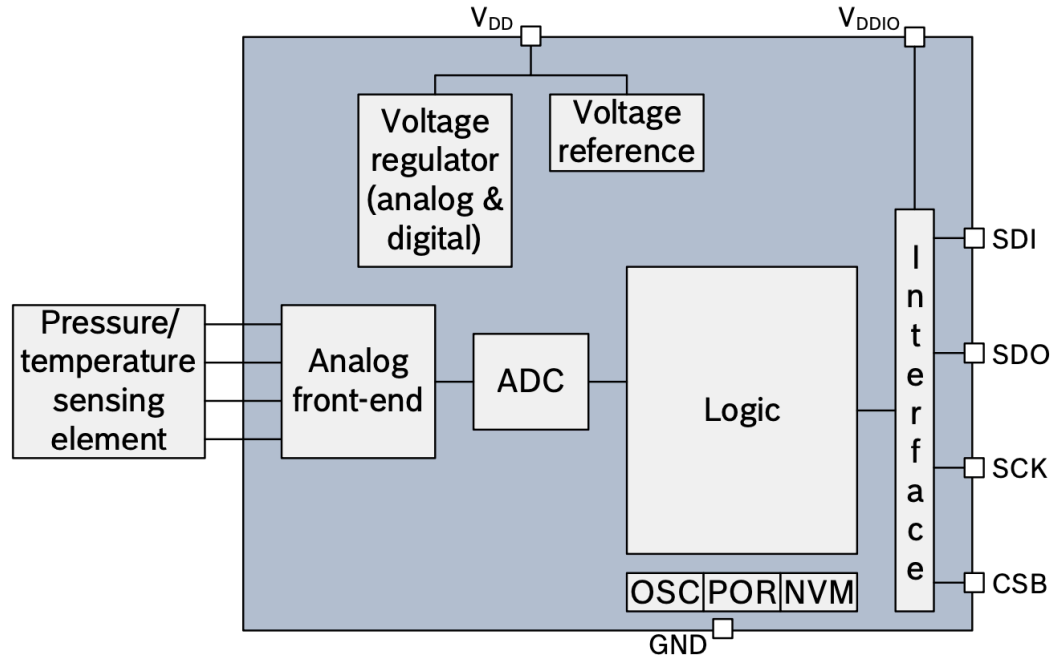 VDD
VDDIO
Voltage
regulator
(analog &
digital)
Voltage
reference
Pressure/
temperature
sensing
element
Analog
front-end
ADC
Logic
Interface
SDI
SDO
SCK
CSB
OSC POR NVM
GND